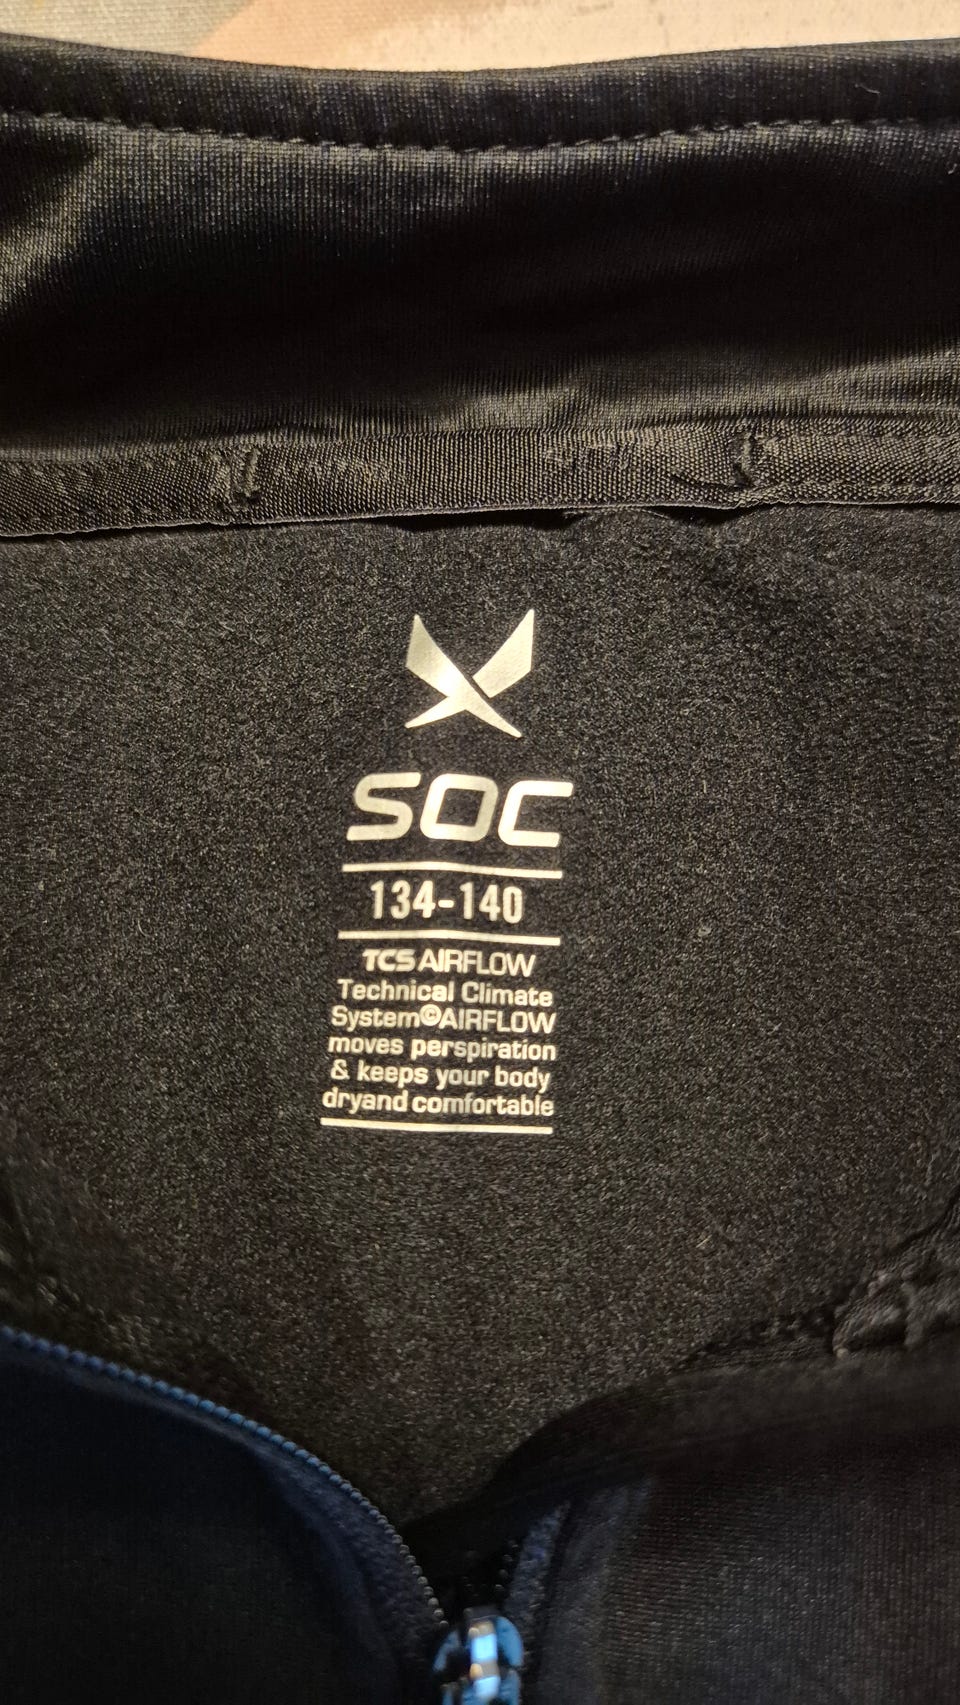 SOC
134-140
TCS AIRFLOW
Technical Climate
System©AIRFLOW
moves perspiration
& keeps your body
dryand comfortable